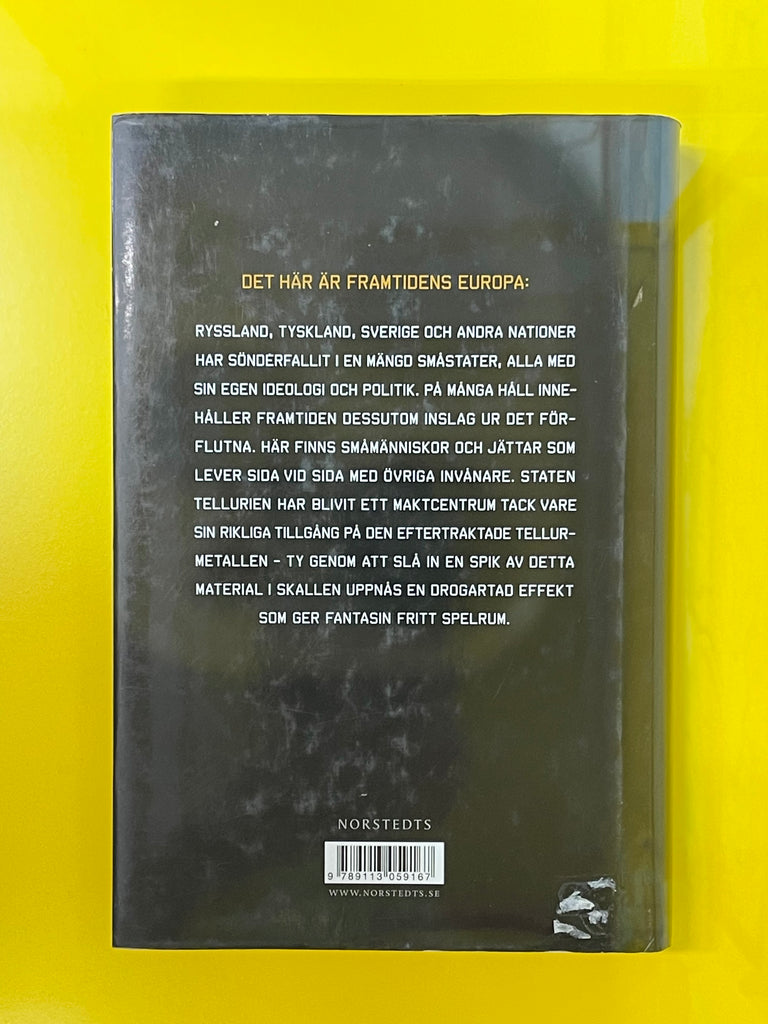 DET HÄR ÄR FRAMTIDENS EUROPA:
RYSSLAND, TYSKLAND, SVERIGE OCH ANDRA NATIONER
HAR SÖNDERFALLIT I EN MÄNGD SMÅSTATER, ALLA MED
SIN EGEN IDEOLOGI OCH POLITIK. PÅ MÅNGA HÅLL INNE-
HÅLLER FRAMTIDEN DESSUTOM INSLAG UR DET FÖR-
FLUTNA. HÄR FINNS SMÅMÄNNISKOR OCH JÄTTAR SOM
LEVER SIDA VID SIDA MED ÖVRIGA INVÅNARE. STATEN
TELLURIEN HAR BLIVIT ETT MAKTCENTRUM TACK VARE
SIN RIKLIGA TILLGÅNG PÅ DEN EFTERTRAKTADE TELLUR-
METALLEN – TY GENOM ATT SLÅ IN EN SPIK AV DETTA
MATERIAL I SKALLEN UPPNÅS EN DROGARTAD EFFEKT
SOM GER FANTASIN FRITT SPELRUM.
NORSTEDTS
9 789113 059167
WWW.NORSTEDTS.SE